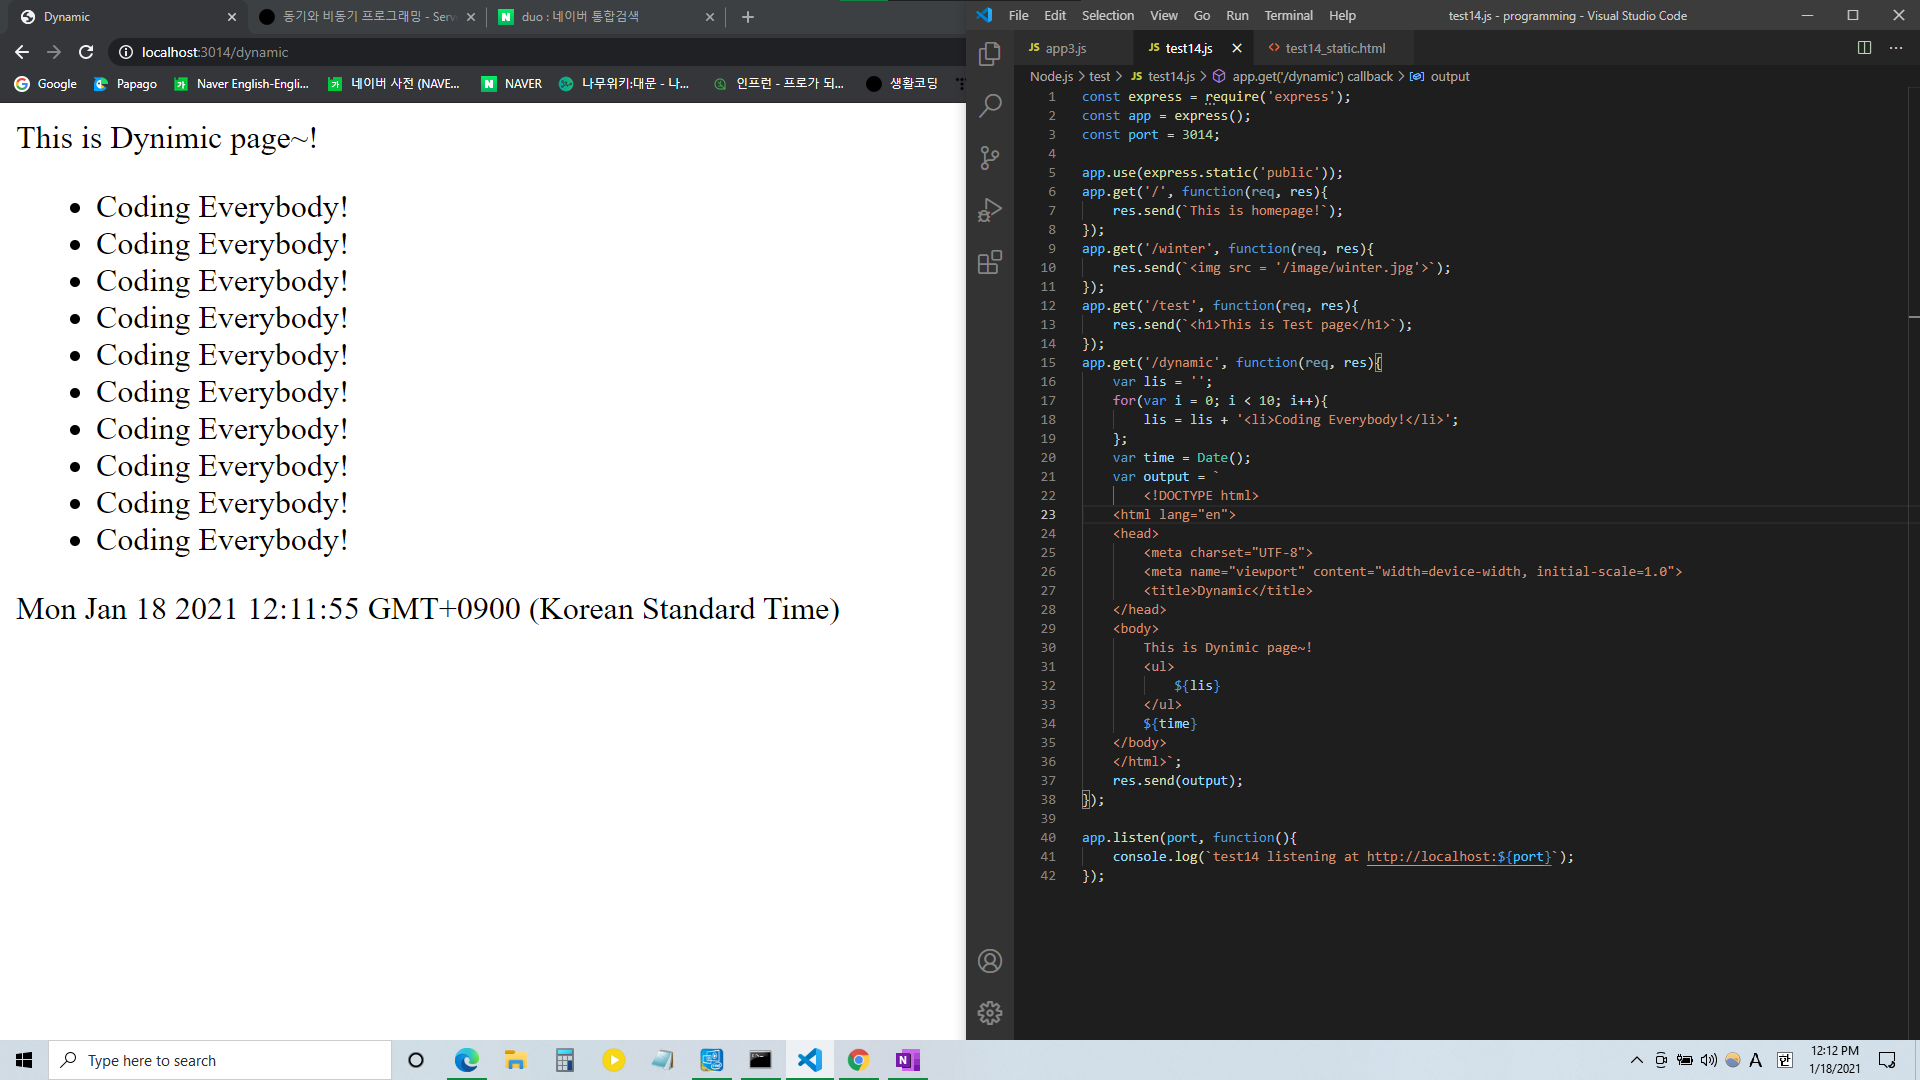 Dynamic
동기와 비동기 프로그래밍 - Serv
duo : 네이버 통합검색
localhost:3014/dynamic
Google
Papago
Naver English-Engli...
네이버 사전 (NAVE...
NAVER
나무위키:대문 - 나...
인프런 - 프로가 되...
생활코딩
This is Dynimic page~!
Coding Everybody!
Coding Everybody!
Coding Everybody!
Coding Everybody!
Coding Everybody!
Coding Everybody!
Coding Everybody!
Coding Everybody!
Coding Everybody!
Coding Everybody!
Mon Jan 18 2021 12:11:55 GMT+0900 (Korean Standard Time)
File Edit Selection View Go Run Terminal Help
test14.js - programming - Visual Studio Code
JS app3.js
JS test14.js
<> test14_static.html
Node.js > test > JS test14.js > app.get('/dynamic') callback > output
1 const express = require('express');
2 const app = express();
3 const port = 3014;
4
5 app.use(express.static('public'));
6 app.get('/', function(req, res){
7 res.send(`This is homepage!`);
8 });
9 app.get('/winter', function(req, res){
10 res.send(`<img src = '/image/winter.jpg'>`);
11 });
12 app.get('/test', function(req, res){
13 res.send(`<h1>This is Test page</h1>`);
14 });
15 app.get('/dynamic', function(req, res){
16 var lis = '';
17 for(var i = 0; i < 10; i++){
18 lis = lis + '<li>Coding Everybody!</li>';
19 };
20 var time = Date();
21 var output = `
22 <!DOCTYPE html>
23 <html lang="en">
24 <head>
25 <meta charset="UTF-8">
26 <meta name="viewport" content="width=device-width, initial-scale=1.0">
27 <title>Dynamic</title>
28 </head>
29 <body>
30 This is Dynimic page~!
31 <ul>
32 ${lis}
33 </ul>
34 ${time}
35 </body>
36 </html>`;
37 res.send(output);
38 });
39
40 app.listen(port, function(){
41 console.log(`test14 listening at http://localhost:${port}`);
42 });
Type here to search
A
한
12:12 PM
1/18/2021